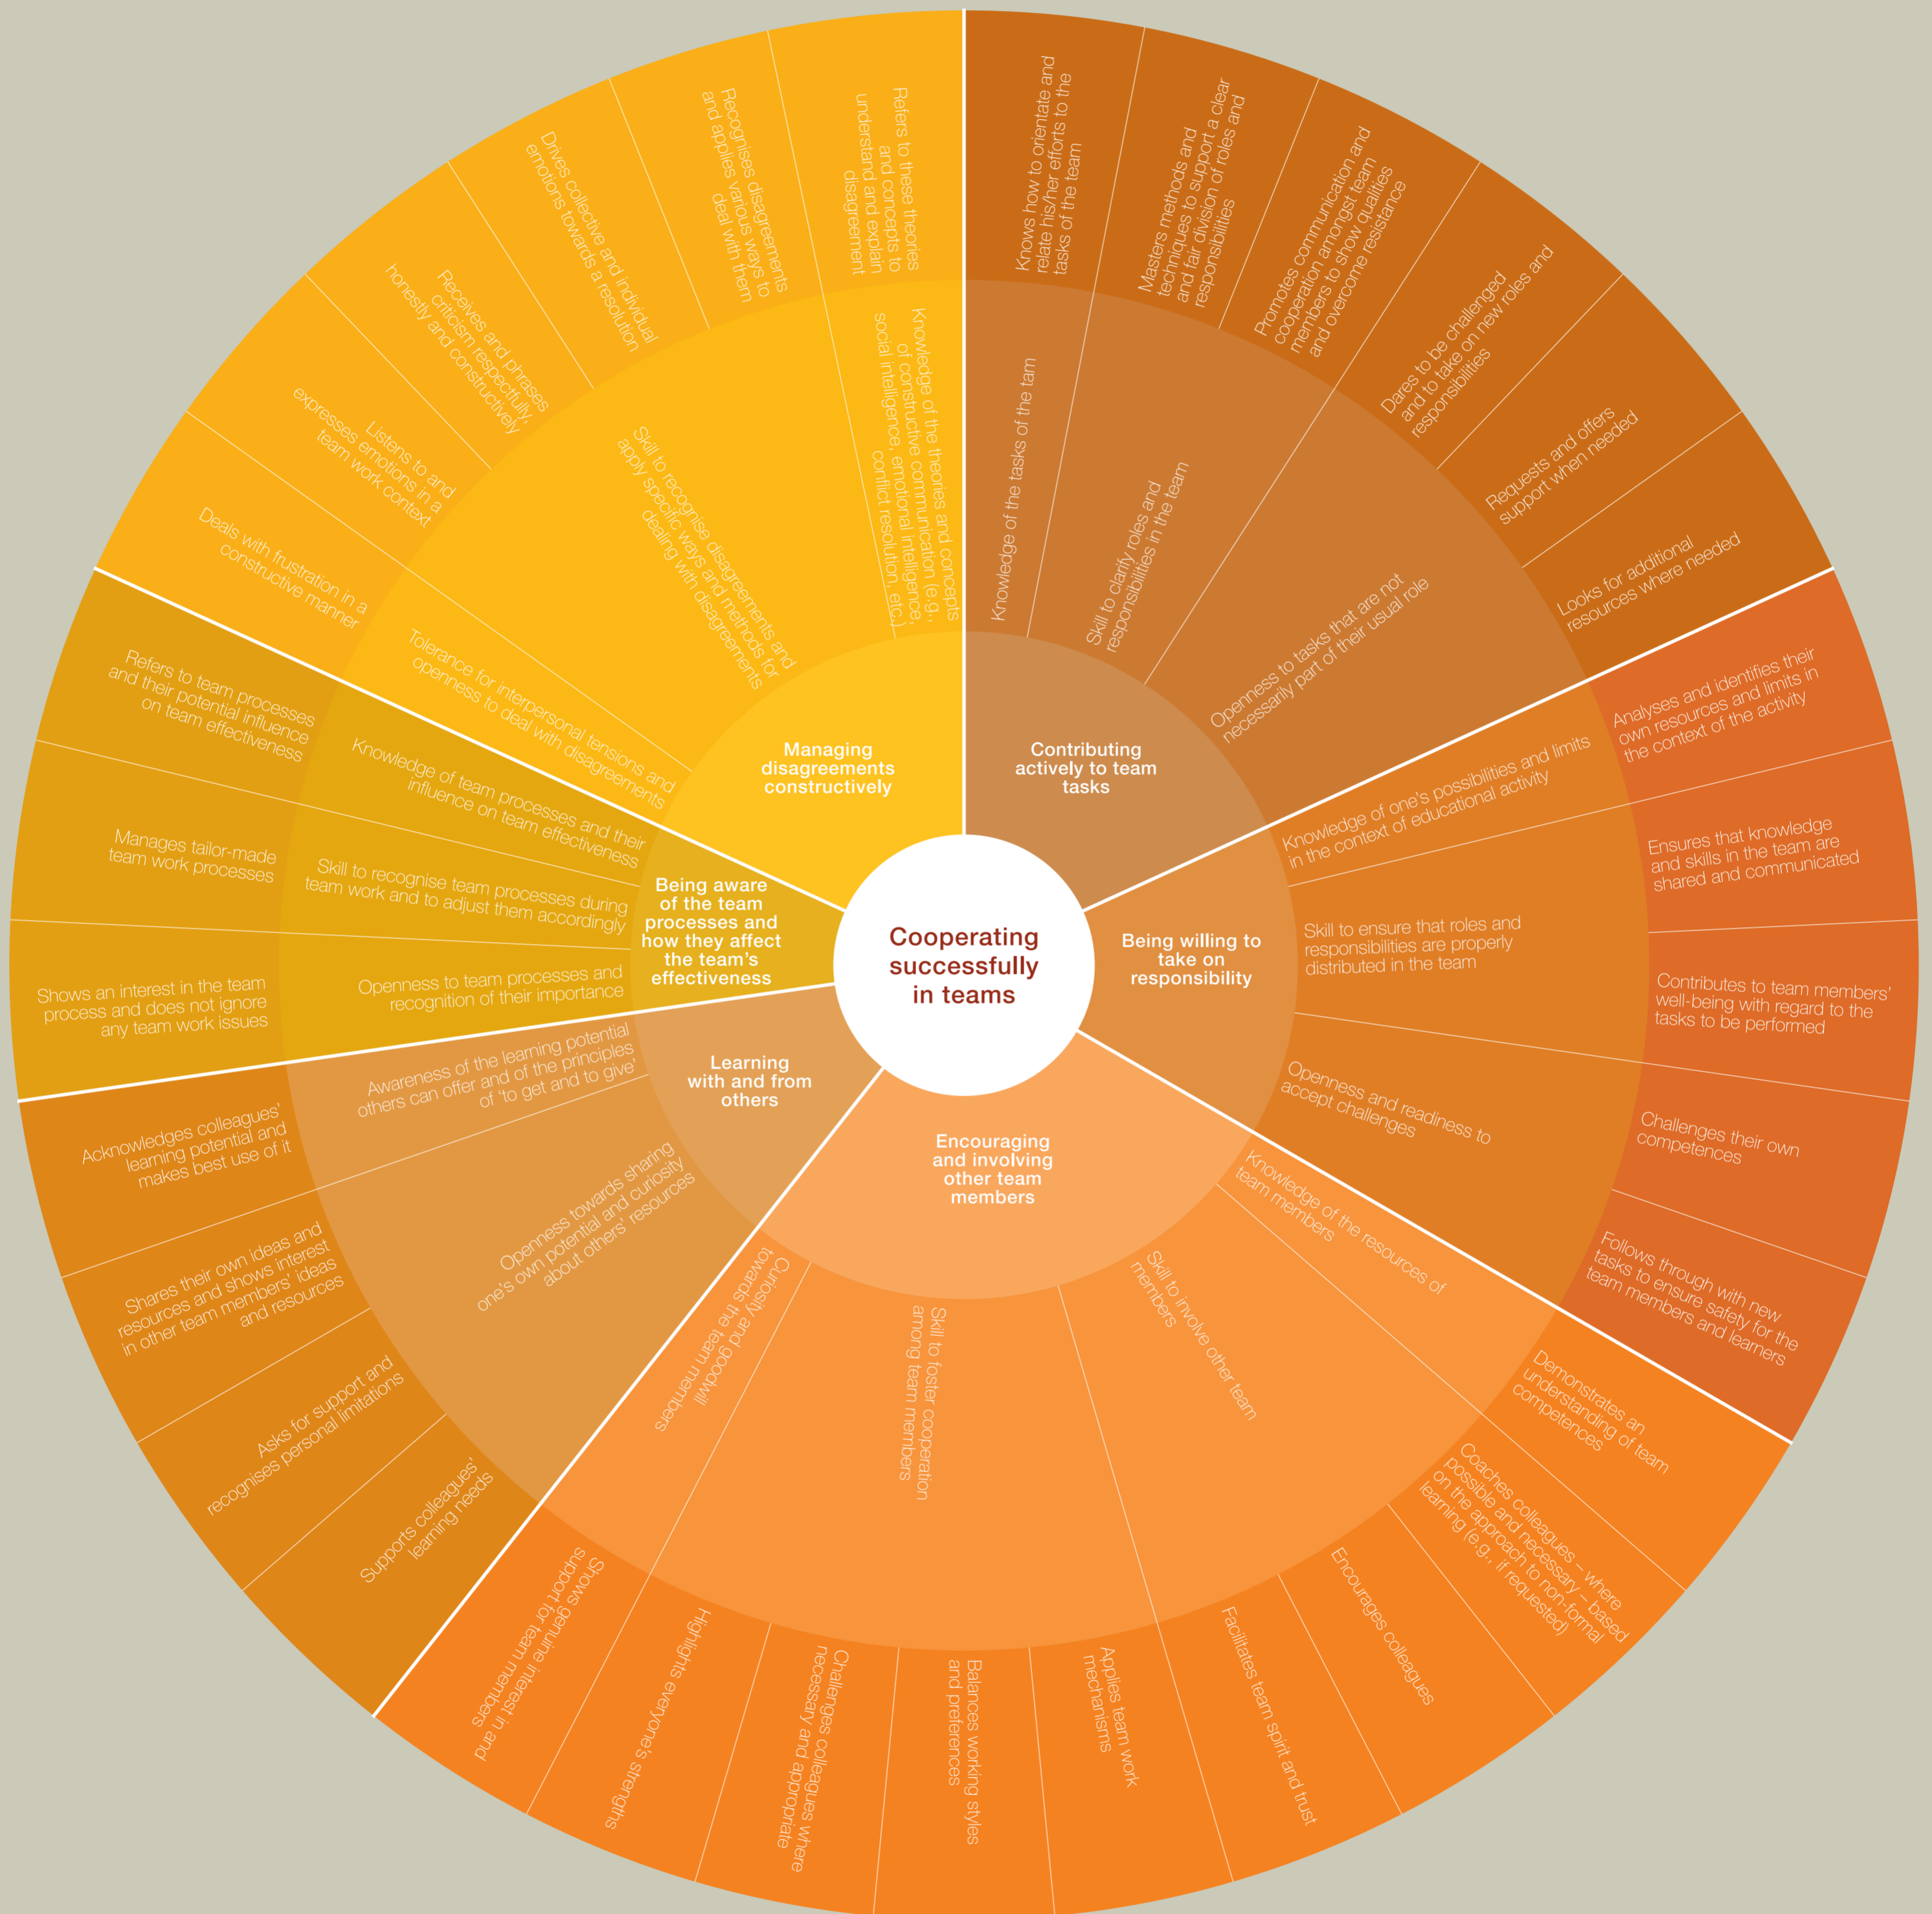 Cooperating
successfully
in teams
Contributing
actively to team
tasks
Knowledge of the tasks of the tam
Knows how to orientate and
relate his/her efforts to the
tasks of the team
Skill to clarify roles and
responsibilities in the team
Masters methods and
techniques to support a clear
and fair division of roles and
responsibilities
Promotes communication and
cooperation amongst team
members to show qualities
and overcome resistance
Openness to tasks that are not
necessarily part of their usual role
Dares to be challenged
and to take on new roles and
responsibilities
Requests and offers
support when needed
Looks for additional
resources where needed
Being willing to
take on
responsibility
Knowledge of one's possibilities and limits
in the context of educational activity
Analyses and identifies their
own resources and limits in
the context of the activity
Skill to ensure that roles and
responsibilities are properly
distributed in the team
Ensures that knowledge
and skills in the team are
shared and communicated
Contributes to team members'
well-being with regard to the
tasks to be performed
Openness and readiness to
accept challenges
Challenges their own
competences
Follows through with new
tasks to ensure safety for the
team members and learners
Encouraging
and involving
other team
members
Knowledge of the resources of
team members
Demonstrates an
understanding of team
competences
Skill to involve other team
members
Coaches colleagues – where
possible and necessary – based
on the approach to non-formal
learning (e.g., if requested)
Encourages colleagues
Facilitates team spirit and trust
Skill to foster cooperation
among team members
Applies team work
mechanisms
Balances working styles
and preferences
Challenges colleagues where
necessary and appropriate
Highlights everyone's strengths
Curiosity and goodwill
towards the team members
Shows genuine interest in and
support for team members
Learning
with and from
others
Openness towards sharing
one's own potential and curiosity
about others' resources
Supports colleagues'
learning needs
Asks for support and
recognises personal limitations
Shares their own ideas and
resources and shows interest
in other team members' ideas
and resources
Awareness of the learning potential
others can offer and of the principles
of 'to get and to give'
Acknowledges colleagues'
learning potential and
makes best use of it
Being aware
of the team
processes and
how they affect
the team's
effectiveness
Openness to team processes and
recognition of their importance
Shows an interest in the team
process and does not ignore
any team work issues
Skill to recognise team processes during
team work and to adjust them accordingly
Manages tailor-made
team work processes
Knowledge of team processes and their
influence on team effectiveness
Refers to team processes
and their potential influence
on team effectiveness
Managing
disagreements
constructively
Tolerance for interpersonal tensions and
openness to deal with disagreements
Deals with frustration in a
constructive manner
Skill to recognise disagreements and
apply specific ways and methods for
dealing with disagreements
Listens to and
expresses emotions in a
team work context
Receives and phrases
criticism respectfully,
honestly and constructively
Drives collective and individual
emotions towards a resolution
Recognises disagreements
and applies various ways to
deal with them
Knowledge of the theories and concepts
of constructive communication (e.g.,
social intelligence, emotional intelligence,
conflict resolution, etc.)
Refers to these theories
and concepts to
understand and explain
disagreement